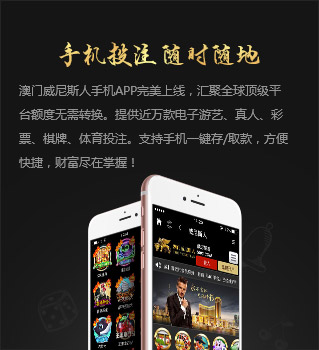 手机投注 随时随地
澳门威尼斯人手机APP完美上线，汇聚全球顶级平
台额度无需转换。提供近万款电子游艺、真人、彩
票、棋牌、体育投注。支持手机一键存/取款，方便
快捷，财富尽在掌握！